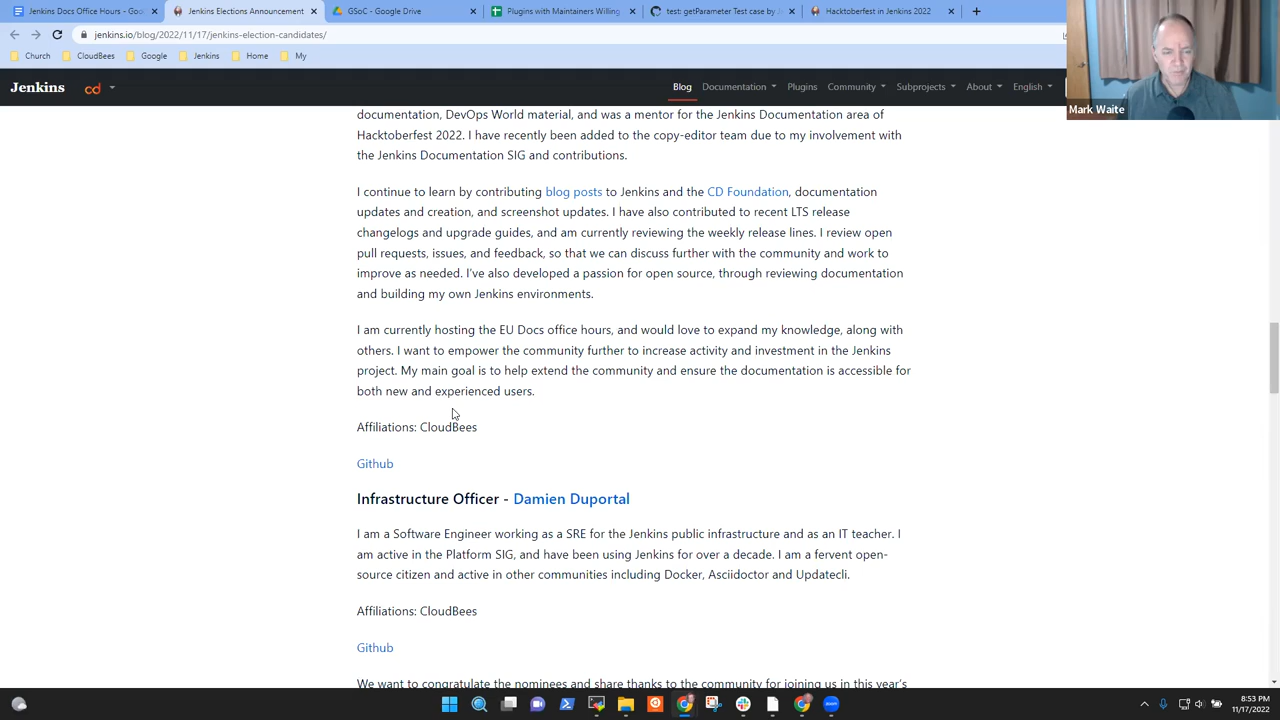 Jenkins Docs Office Hours - Goo
Jenkins Elections Announcement
GSoC - Google Drive
Plugins with Maintainers Willing
test: getParameter Test case by J
Hacktoberfest in Jenkins 2022
jenkins.io/blog/2022/11/17/jenkins-election-candidates/
Church
CloudBees
Google
Jenkins
Home
My
Mark Waite
Jenkins
cd
Blog
Documentation
Plugins
Community
Subprojects
About
English
documentation, DevOps World material, and was a mentor for the Jenkins Documentation area of
Hacktoberfest 2022. I have recently been added to the copy-editor team due to my involvement with
the Jenkins Documentation SIG and contributions.
I continue to learn by contributing blog posts to Jenkins and the CD Foundation, documentation
updates and creation, and screenshot updates. I have also contributed to recent LTS release
changelogs and upgrade guides, and am currently reviewing the weekly release lines. I review open
pull requests, issues, and feedback, so that we can discuss further with the community and work to
improve as needed. I've also developed a passion for open source, through reviewing documentation
and building my own Jenkins environments.
I am currently hosting the EU Docs office hours, and would love to expand my knowledge, along with
others. I want to empower the community further to increase activity and investment in the Jenkins
project. My main goal is to help extend the community and ensure the documentation is accessible for
both new and experienced users.
Affiliations: CloudBees
Github
Infrastructure Officer - Damien Duportal
I am a Software Engineer working as a SRE for the Jenkins public infrastructure and as an IT teacher. I
am active in the Platform SIG, and have been using Jenkins for over a decade. I am a fervent open-
source citizen and active in other communities including Docker, Asciidoctor and Updatecli.
Affiliations: CloudBees
Github
We want to congratulate the nominees and share thanks to the community for joining us in this year's
8:53 PM
11/17/2022